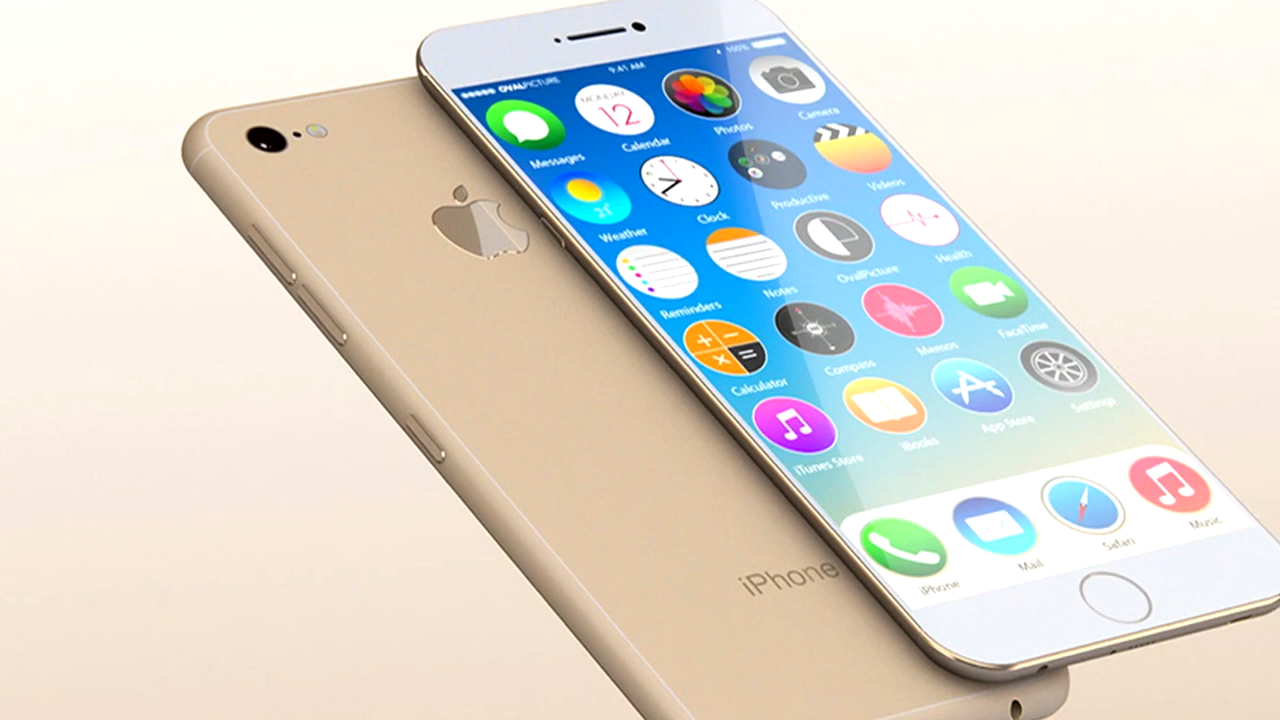 OVALPICTURE 9:41 AM 100%
MONDAY
12
Messages Calendar Photos Camera
21°
Weather Clock Productive Videos
Reminders Notes OvalPicture Health
Calculator Compass Memos FaceTime
iTunes Store iBooks App Store Settings
iPhone Mail Safari Music
iPhone